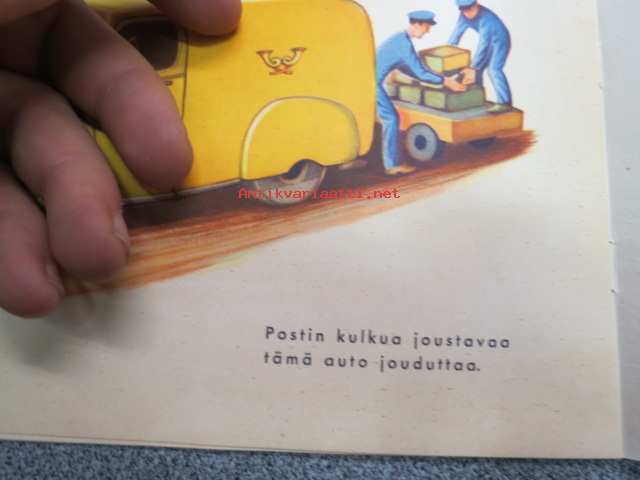 Antikvariaatti.net
Postin kulkua joustavaa
tämä auto jouduttaa.